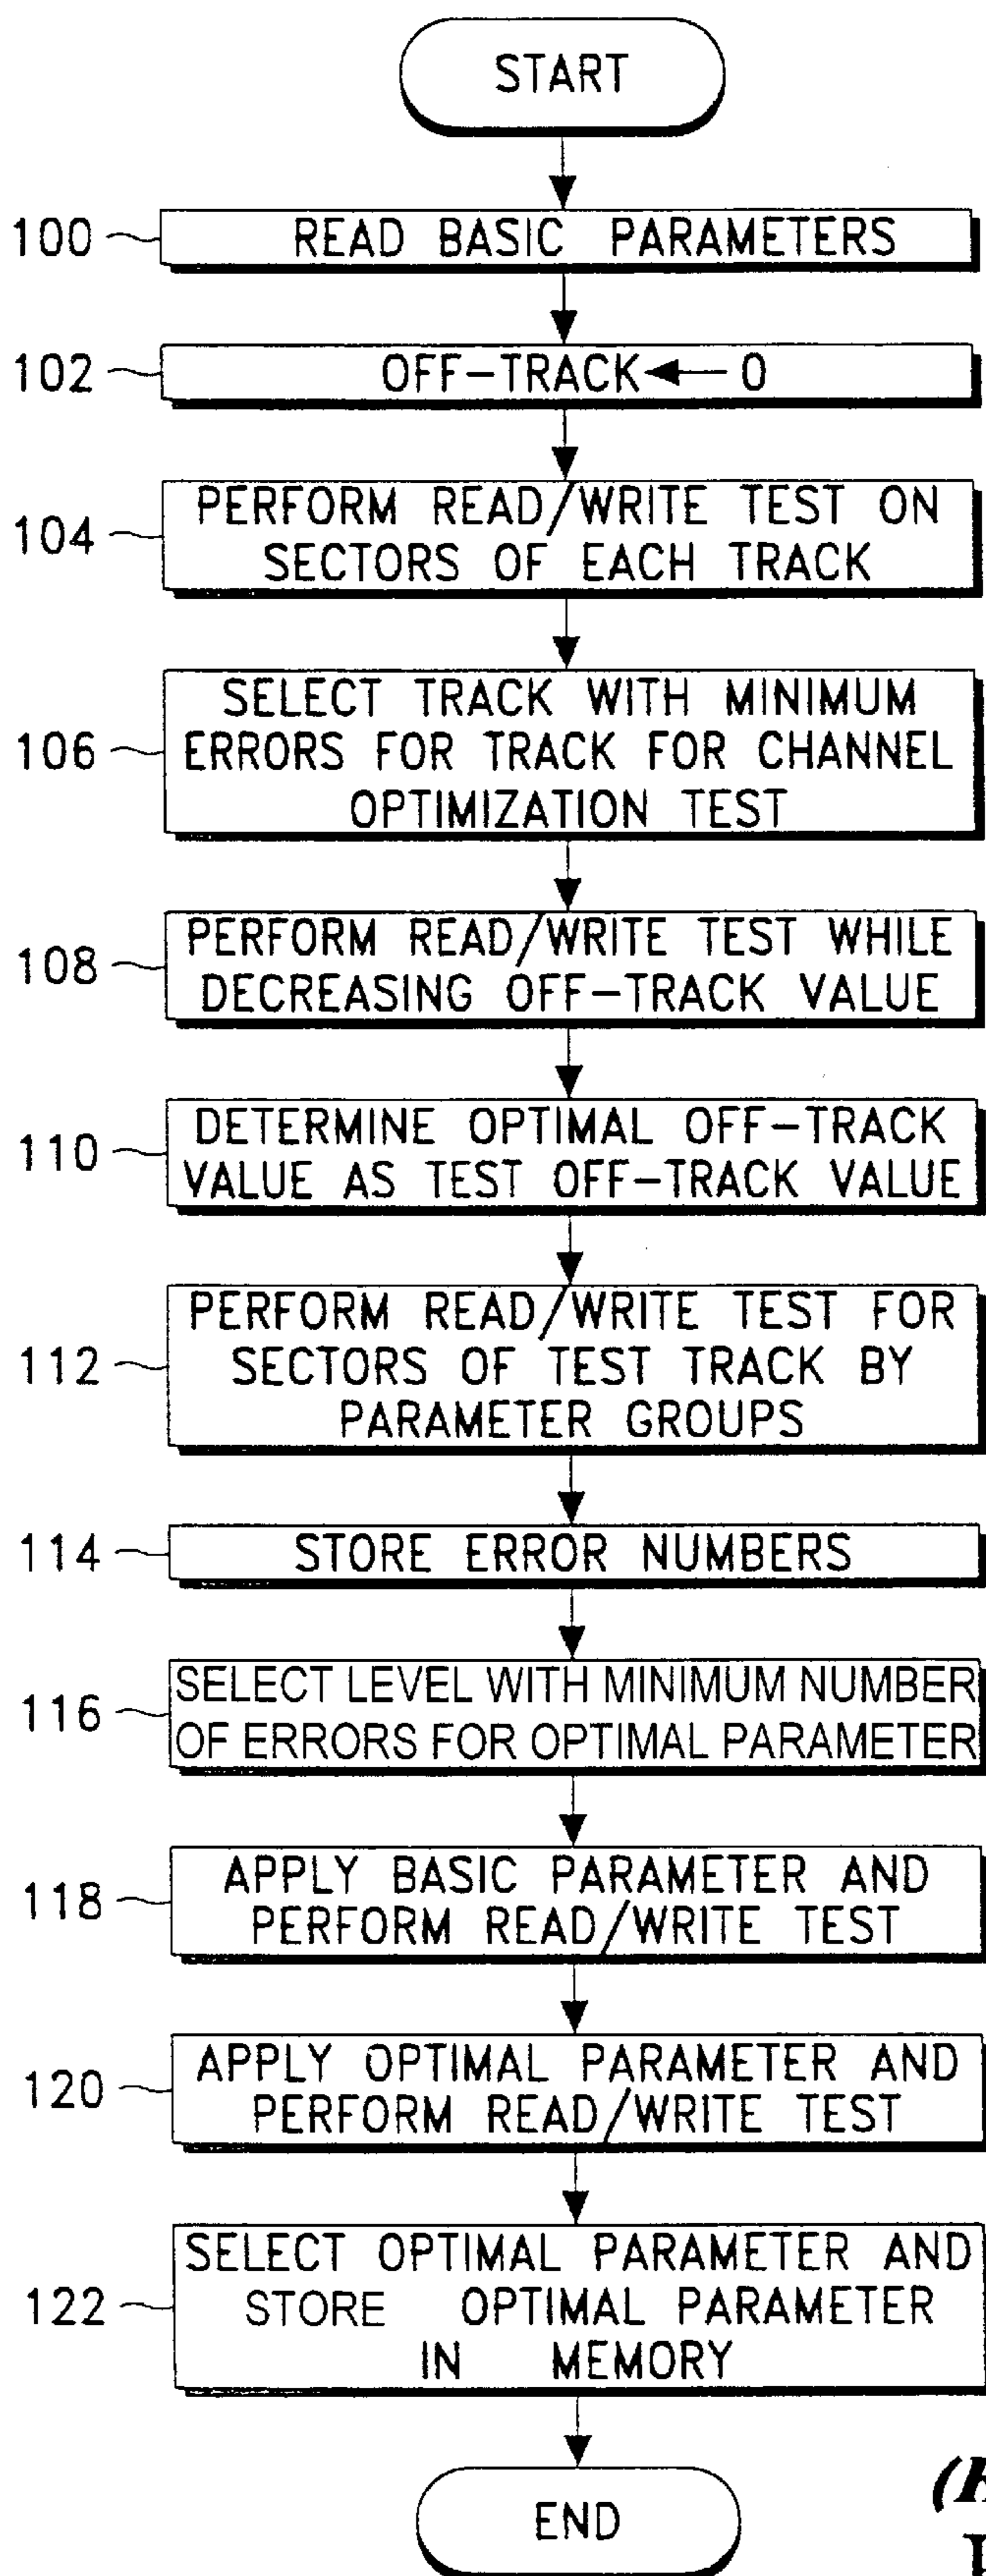 START
100 READ BASIC PARAMETERS
102 OFF-TRACK ← 0
104 PERFORM READ/WRITE TEST ON
SECTORS OF EACH TRACK
106 SELECT TRACK WITH MINIMUM
ERRORS FOR TRACK FOR CHANNEL
OPTIMIZATION TEST
108 PERFORM READ/WRITE TEST WHILE
DECREASING OFF-TRACK VALUE
110 DETERMINE OPTIMAL OFF-TRACK
VALUE AS TEST OFF-TRACK VALUE
112 PERFORM READ/WRITE TEST FOR
SECTORS OF TEST TRACK BY
PARAMETER GROUPS
114 STORE ERROR NUMBERS
116 SELECT LEVEL WITH MINIMUM NUMBER
OF ERRORS FOR OPTIMAL PARAMETER
118 APPLY BASIC PARAMETER AND
PERFORM READ/WRITE TEST
120 APPLY OPTIMAL PARAMETER AND
PERFORM READ/WRITE TEST
122 SELECT OPTIMAL PARAMETER AND
STORE OPTIMAL PARAMETER
IN MEMORY
END